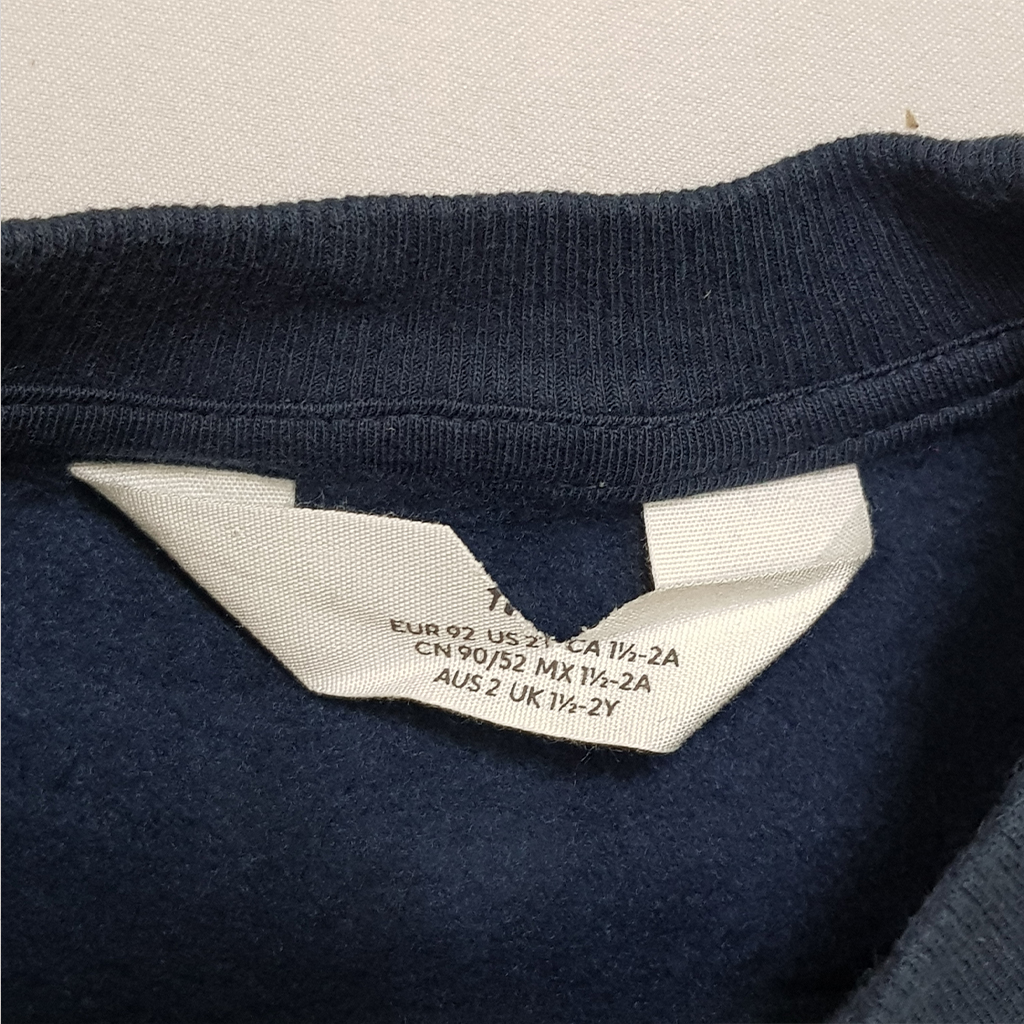 EUR 92 US 2Y CA 1½-2A
CN 90/52 MX 1½-2A
AUS 2 UK 1½-2Y